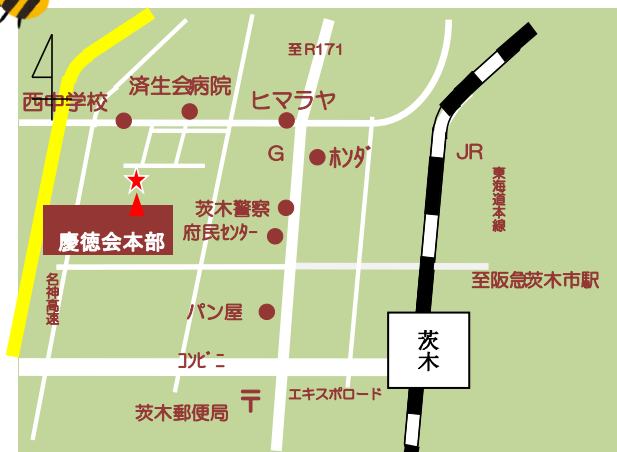 至R171
済生会病院
西中学校
ヒマラヤ
G
ホンダ
JR
東海道本線
茨木警察
府民センター
慶徳会本部
至阪急茨木市駅
名神高速
パン屋
茨木
コンビニ
エキスポロード
茨木郵便局
〒